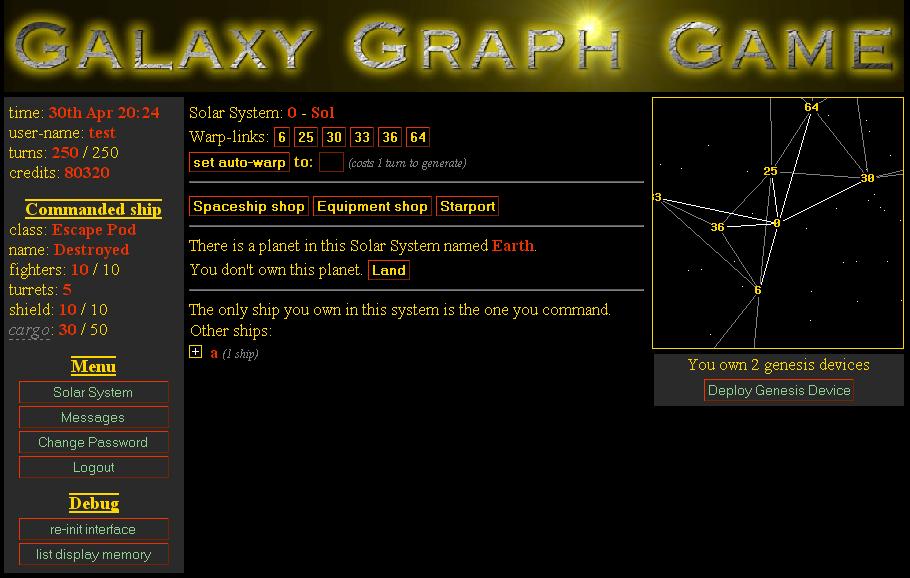 GALAXY GRAPH GAME
time: 30th Apr 20:24
user-name: test
turns: 250 / 250
credits: 80320
Commanded ship
class: Escape Pod
name: Destroyed
fighters: 10 / 10
turrets: 5
shield: 10 / 10
cargo: 30 / 50
Menu
Solar System
Messages
Change Password
Logout
Debug
re-init interface
list display memory
Solar System: 0 - Sol
Warp-links: 6 25 30 33 36 64
set auto-warp to: (costs 1 turn to generate)
Spaceship shop Equipment shop Starport
There is a planet in this Solar System named Earth.
You don't own this planet. Land
The only ship you own in this system is the one you command.
Other ships:
+ a (1 ship)
64
25
30
3
36
0
6
You own 2 genesis devices
Deploy Genesis Device